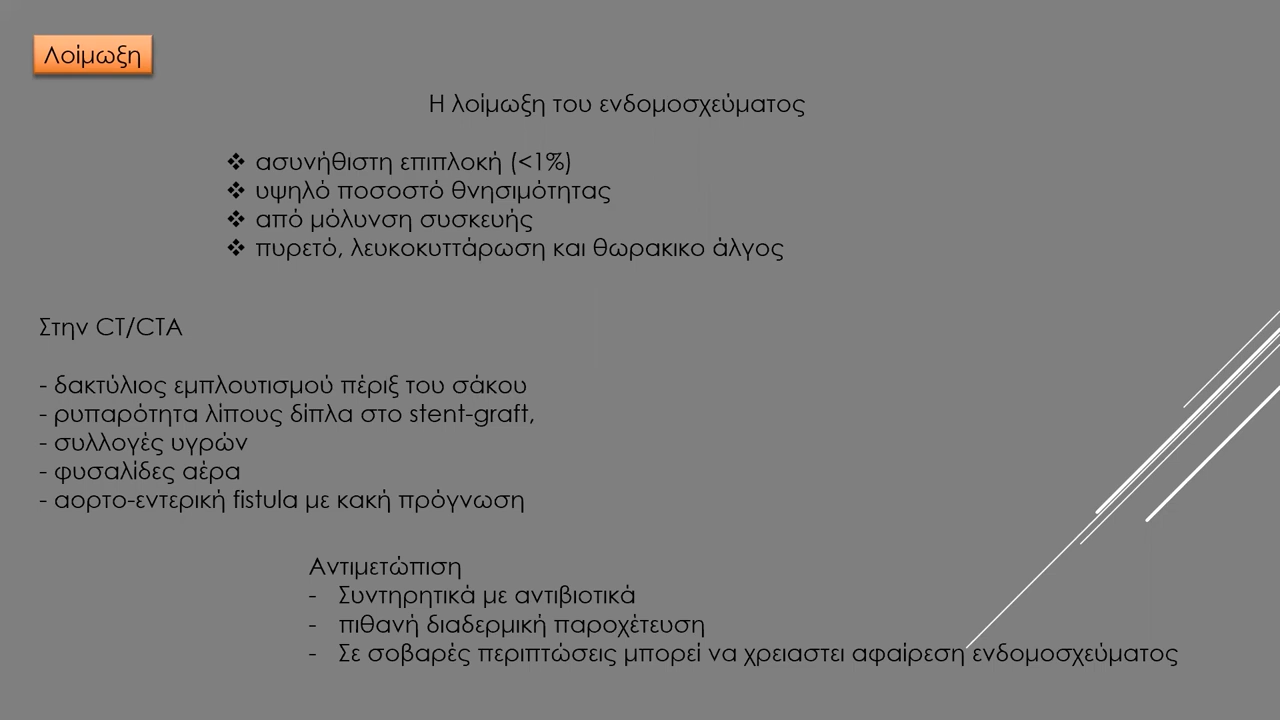 Λοίμωξη
Η λοίμωξη του ενδομοσχεύματος
❖ ασυνήθιστη επιπλοκή (<1%)
❖ υψηλό ποσοστό θνησιμότητας
❖ από μόλυνση συσκευής
❖ πυρετό, λευκοκυττάρωση και θωρακικο άλγος
Στην CT/CTA
- δακτύλιος εμπλουτισμού πέριξ του σάκου
- ρυπαρότητα λίπους δίπλα στο stent-graft,
- συλλογές υγρών
- φυσαλίδες αέρα
- αορτο-εντερική fistula με κακή πρόγνωση
Αντιμετώπιση
- Συντηρητικά με αντιβιοτικά
- πιθανή διαδερμική παροχέτευση
- Σε σοβαρές περιπτώσεις μπορεί να χρειαστει αφαίρεση ενδομοσχεύματος